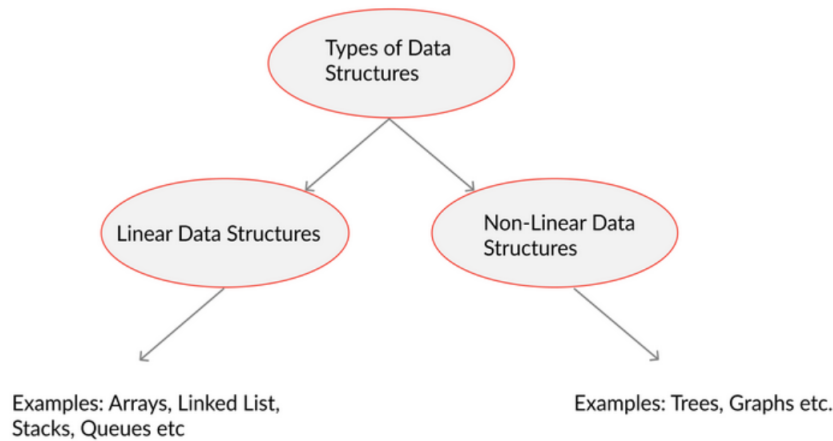 Types of Data
Structures
Linear Data Structures
Non-Linear Data
Structures
Examples: Arrays, Linked List,
Stacks, Queues etc
Examples: Trees, Graphs etc.